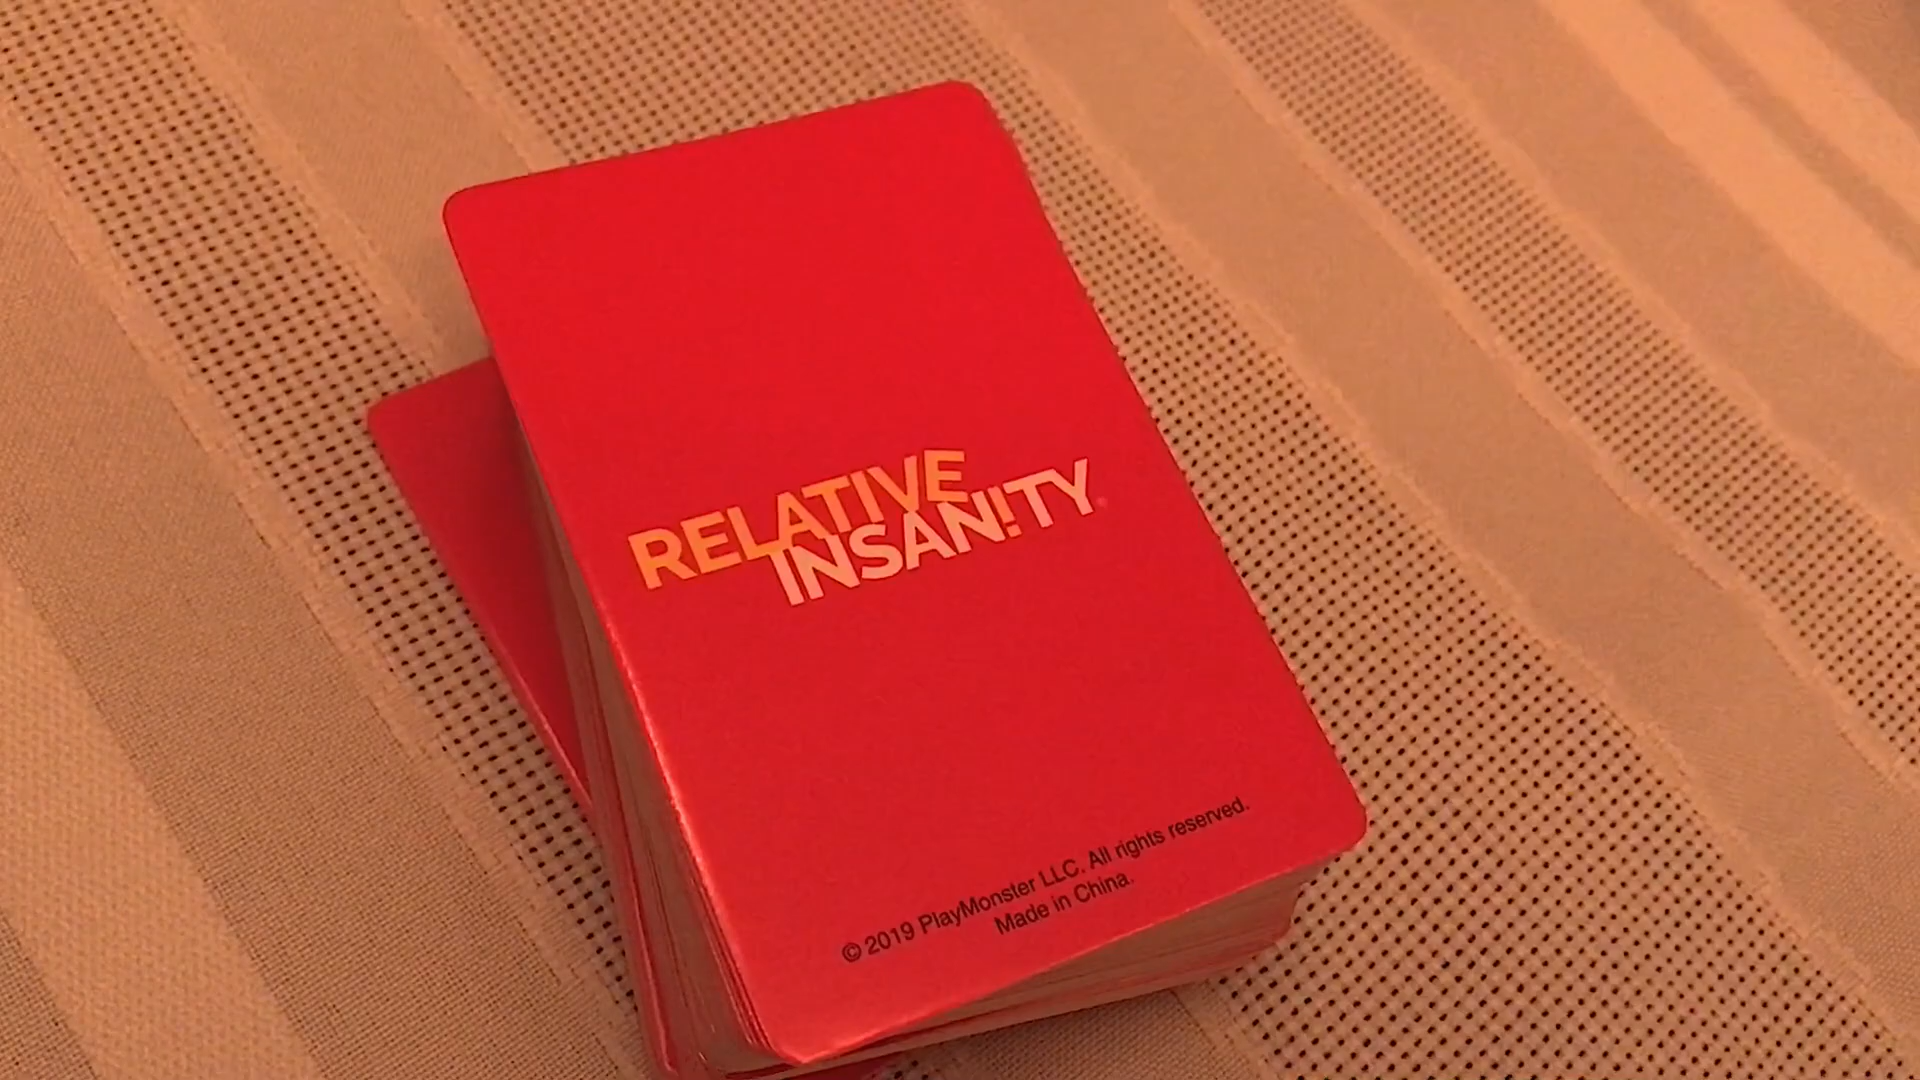 RELATIVE
INSAN!TY
© 2019 PlayMonster LLC. All rights reserved.
Made in China.